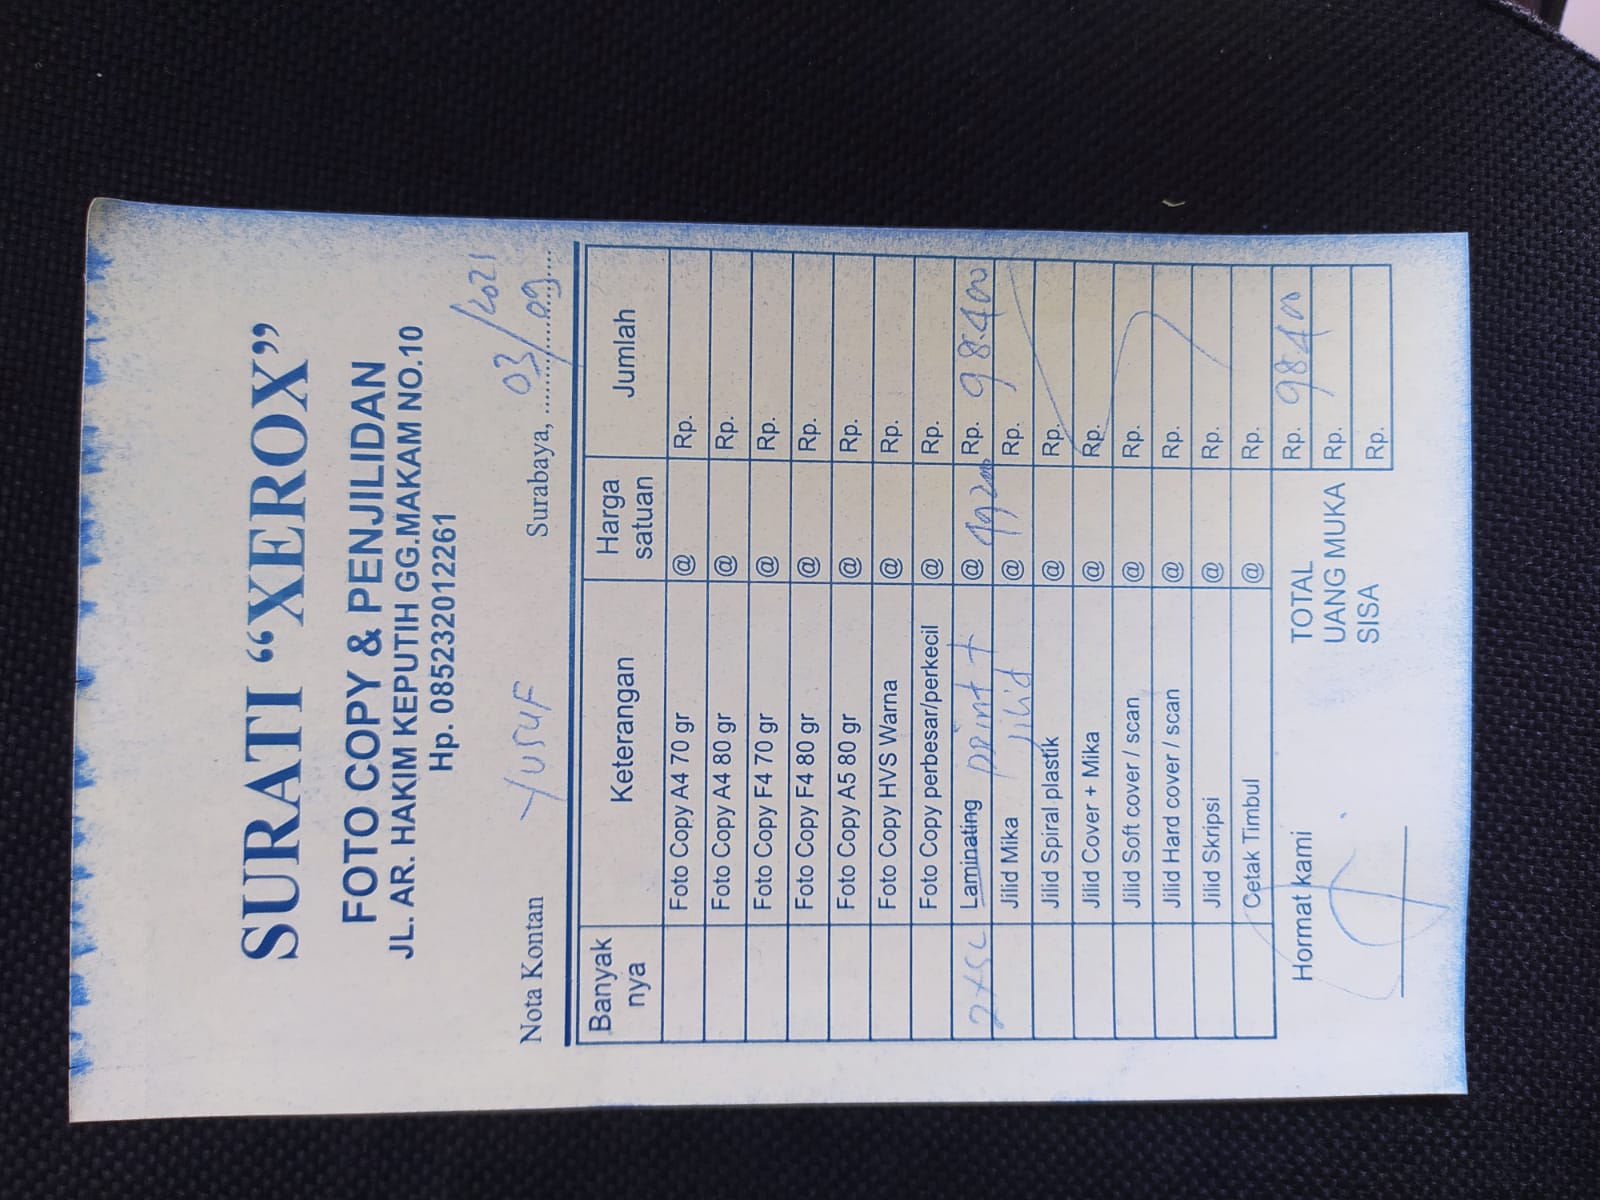 SURATI “XEROX”
FOTO COPY & PENJILIDAN
JL. AR. HAKIM KEPUTIH GG.MAKAM NO.10
Hp. 085232012261
Nota Kontan YUSUF Surabaya, 03/09/2021
Banyak nya Keterangan Harga satuan Jumlah
Foto Copy A4 70 gr @ Rp.
Foto Copy A4 80 gr @ Rp.
Foto Copy F4 70 gr @ Rp.
Foto Copy F4 80 gr @ Rp.
Foto Copy A5 80 gr @ Rp.
Foto Copy HVS Warna @ Rp.
Foto Copy perbesar/perkecil @ Rp.
Laminating print + @ 49200 Rp. 98.400
Jilid Mika jilid @ Rp.
Jilid Spiral plastik @ Rp.
Jilid Cover + Mika @ Rp.
Jilid Soft cover / scan @ Rp.
Jilid Hard cover / scan @ Rp.
Jilid Skripsi @ Rp.
Cetak Timbul @ Rp.
Hormat kami TOTAL Rp. 98.400
UANG MUKA Rp.
SISA Rp.